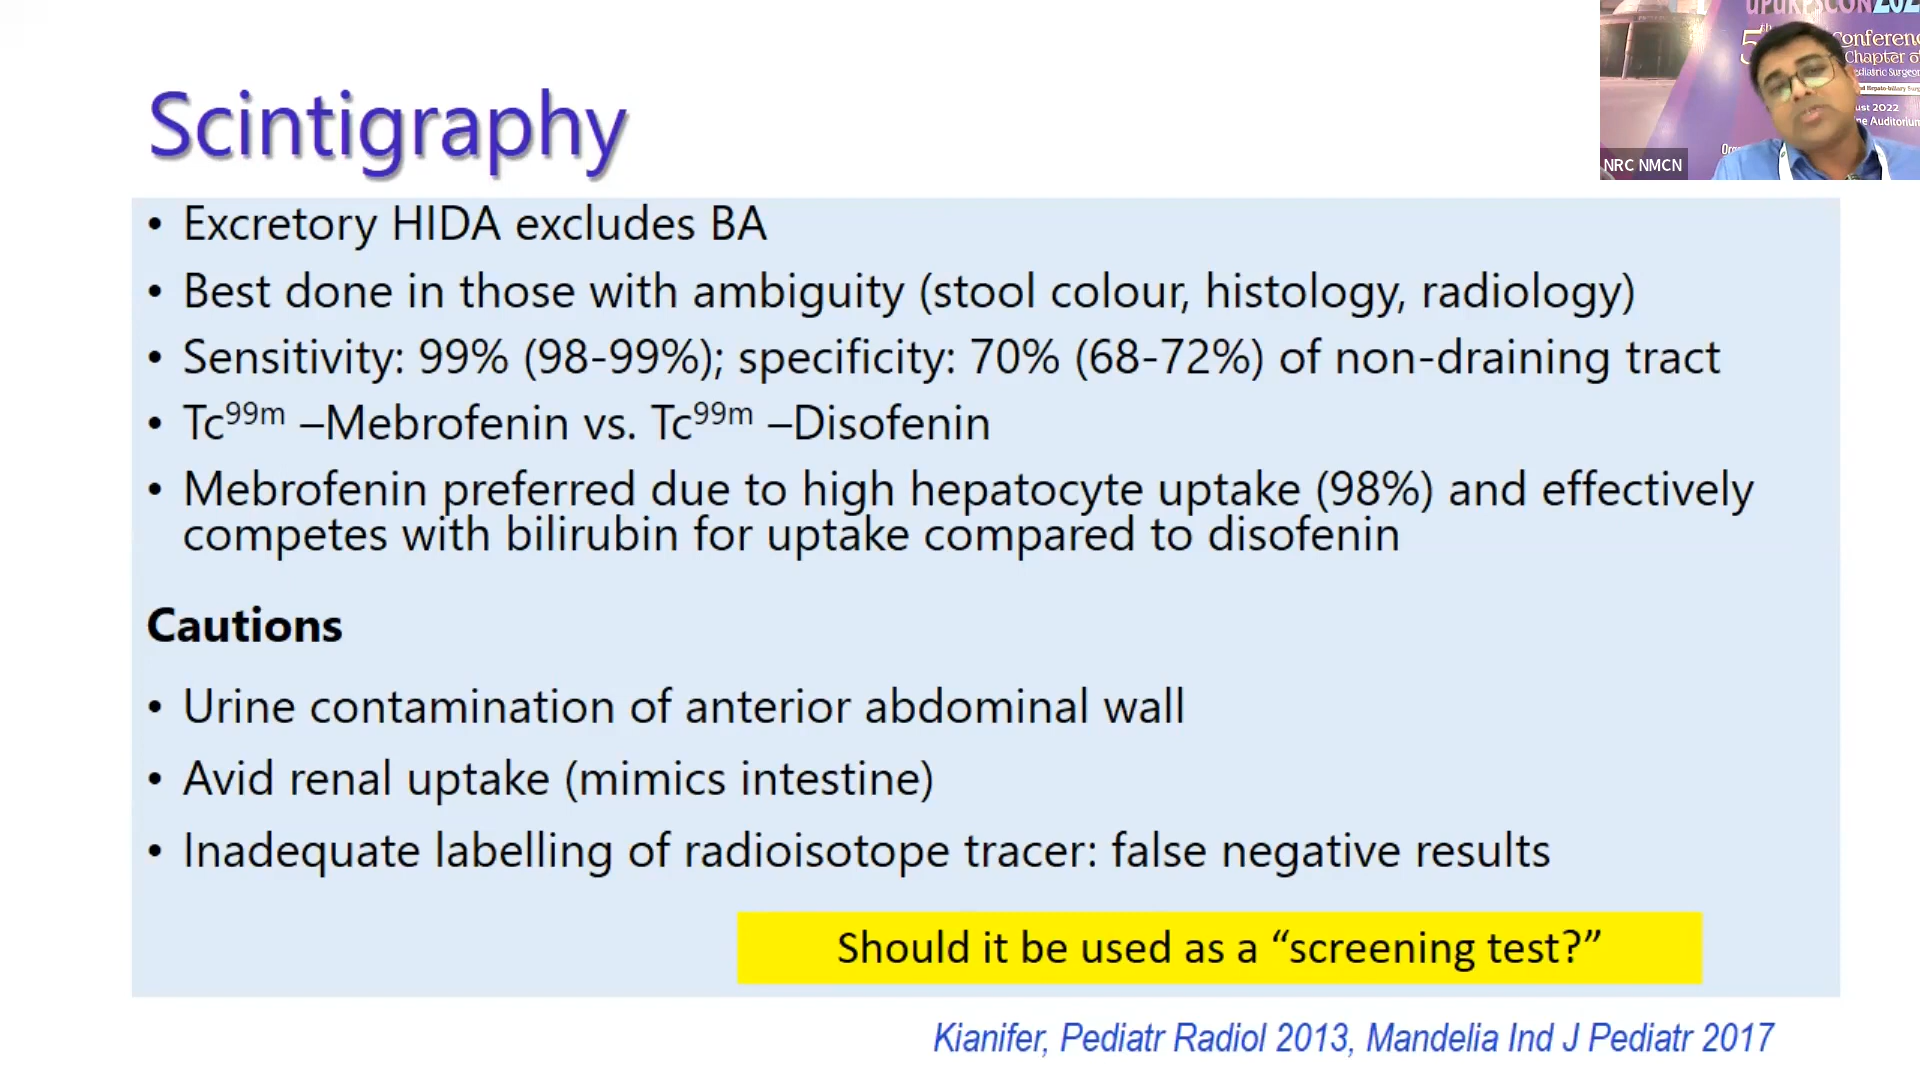 Scintigraphy
• Excretory HIDA excludes BA
• Best done in those with ambiguity (stool colour, histology, radiology)
• Sensitivity: 99% (98-99%); specificity: 70% (68-72%) of non-draining tract
• Tc99m –Mebrofenin vs. Tc99m –Disofenin
• Mebrofenin preferred due to high hepatocyte uptake (98%) and effectively
competes with bilirubin for uptake compared to disofenin
Cautions
• Urine contamination of anterior abdominal wall
• Avid renal uptake (mimics intestine)
• Inadequate labelling of radioisotope tracer: false negative results
Should it be used as a “screening test?”
Kianifer, Pediatr Radiol 2013, Mandelia Ind J Pediatr 2017
Chapter
2022
NRC NMCN